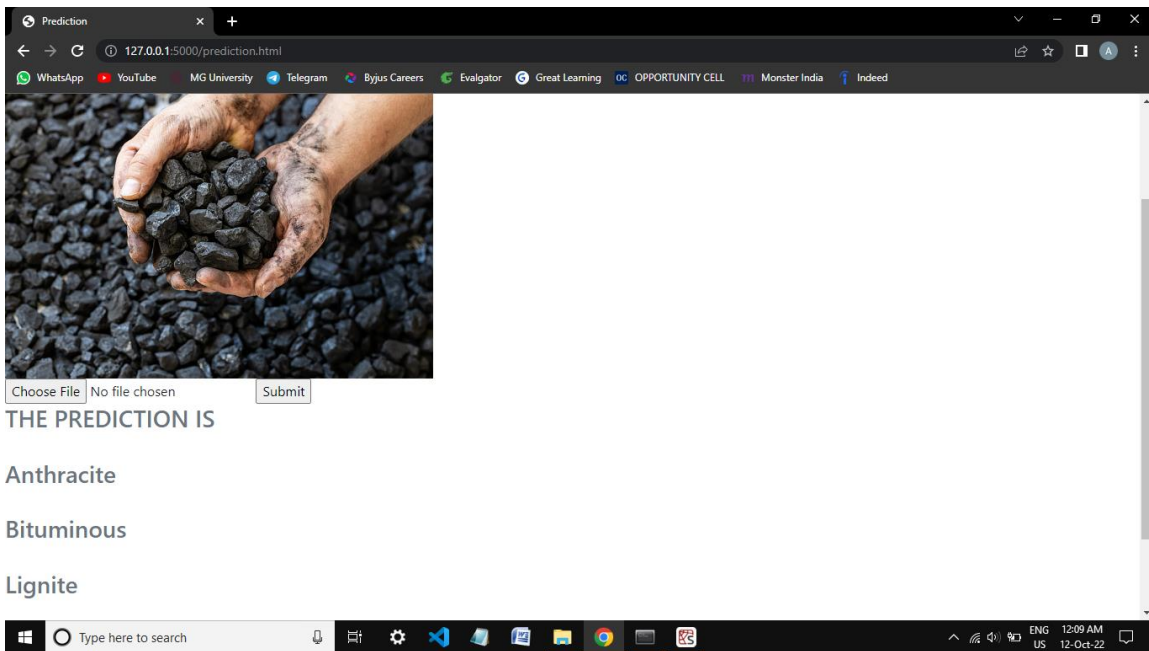 Prediction
127.0.0.1:5000/prediction.html
A
WhatsApp YouTube MG University Telegram Byjus Careers Evalgator Great Learning OC OPPORTUNITY CELL Monster India Indeed
Choose File No file chosen Submit
THE PREDICTION IS
Anthracite
Bituminous
Lignite
Type here to search
ENG 12:09 AM
US 12-Oct-22